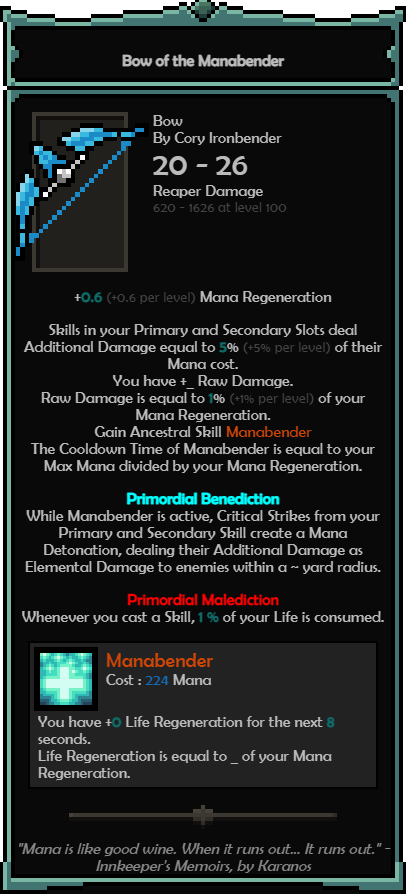 Bow of the Manabender
Bow
By Cory Ironbender
20 - 26
Reaper Damage
620 - 1626 at level 100
+0.6 (+0.6 per level) Mana Regeneration
Skills in your Primary and Secondary Slots deal
Additional Damage equal to 5% (+5% per level) of their
Mana cost.
You have +_ Raw Damage.
Raw Damage is equal to 1% (+1% per level) of your
Mana Regeneration.
Gain Ancestral Skill Manabender
The Cooldown Time of Manabender is equal to your
Max Mana divided by your Mana Regeneration.
Primordial Benediction
While Manabender is active, Critical Strikes from your
Primary and Secondary Skill create a Mana
Detonation, dealing their Additional Damage as
Elemental Damage to enemies within a ~ yard radius.
Primordial Malediction
Whenever you cast a Skill, 1 % of your Life is consumed.
Manabender
Cost : 224 Mana
You have +0 Life Regeneration for the next 8
seconds.
Life Regeneration is equal to _ of your Mana
Regeneration.
"Mana is like good wine. When it runs out... It runs out." -
Innkeeper's Memoirs, by Karanos